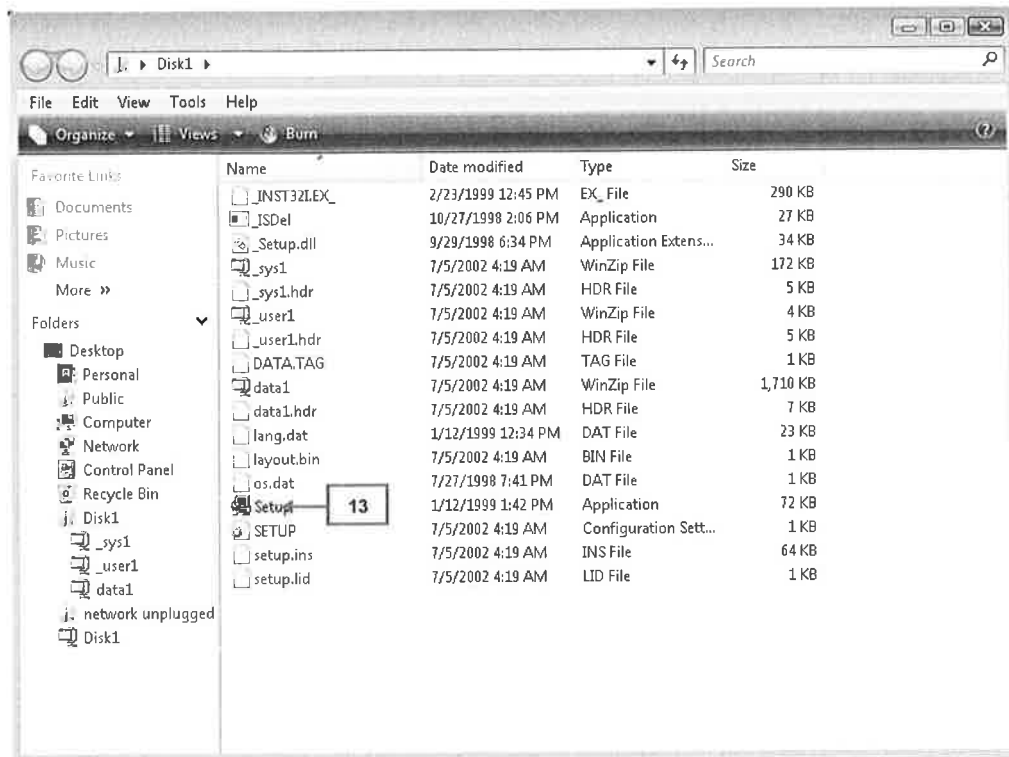 Disk1
Search
File Edit View Tools Help
Organize Views Burn
Favorite Links
Documents
Pictures
Music
More »
Folders
Desktop
Personal
Public
Computer
Network
Control Panel
Recycle Bin
Disk1
_sys1
_user1
data1
network unplugged
Disk1
Name Date modified Type Size
_INST32I.EX_ 2/23/1999 12:45 PM EX_ File 290 KB
_ISDel 10/27/1998 2:06 PM Application 27 KB
_Setup.dll 9/29/1998 6:34 PM Application Extens... 34 KB
_sys1 7/5/2002 4:19 AM WinZip File 172 KB
_sys1.hdr 7/5/2002 4:19 AM HDR File 5 KB
_user1 7/5/2002 4:19 AM WinZip File 4 KB
_user1.hdr 7/5/2002 4:19 AM HDR File 5 KB
DATA.TAG 7/5/2002 4:19 AM TAG File 1 KB
data1 7/5/2002 4:19 AM WinZip File 1,710 KB
data1.hdr 7/5/2002 4:19 AM HDR File 7 KB
lang.dat 1/12/1999 12:34 PM DAT File 23 KB
layout.bin 7/5/2002 4:19 AM BIN File 1 KB
os.dat 7/27/1998 7:41 PM DAT File 1 KB
Setup 13 1/12/1999 1:42 PM Application 72 KB
SETUP 7/5/2002 4:19 AM Configuration Sett... 1 KB
setup.ins 7/5/2002 4:19 AM INS File 64 KB
setup.lid 7/5/2002 4:19 AM LID File 1 KB